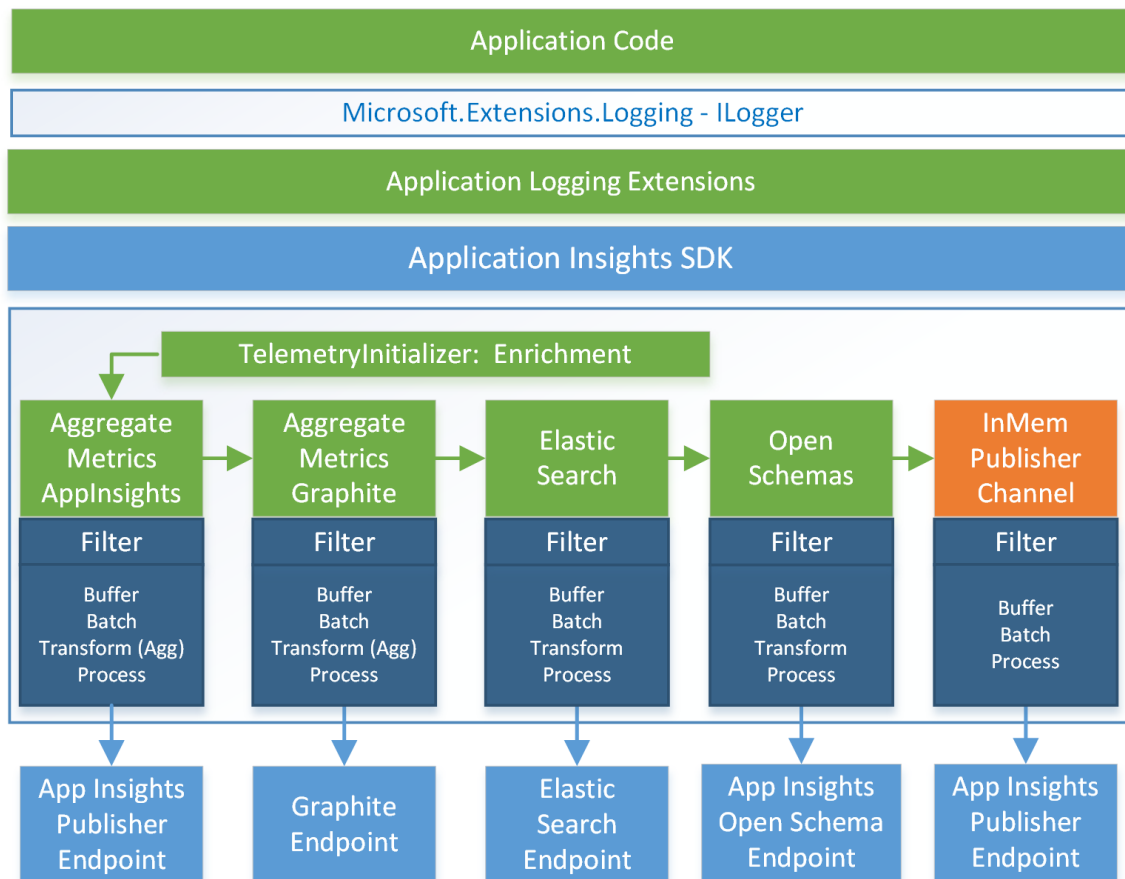 Application Code
Microsoft.Extensions.Logging - ILogger
Application Logging Extensions
Application Insights SDK
TelemetryInitializer: Enrichment
Aggregate
Metrics
AppInsights
Filter
Buffer
Batch
Transform (Agg)
Process
App Insights
Publisher
Endpoint
Aggregate
Metrics
Graphite
Filter
Buffer
Batch
Transform (Agg)
Process
Graphite
Endpoint
Elastic
Search
Filter
Buffer
Batch
Transform
Process
Elastic
Search
Endpoint
Open
Schemas
Filter
Buffer
Batch
Transform
Process
App Insights
Open Schema
Endpoint
InMem
Publisher
Channel
Filter
Buffer
Batch
Process
App Insights
Publisher
Endpoint